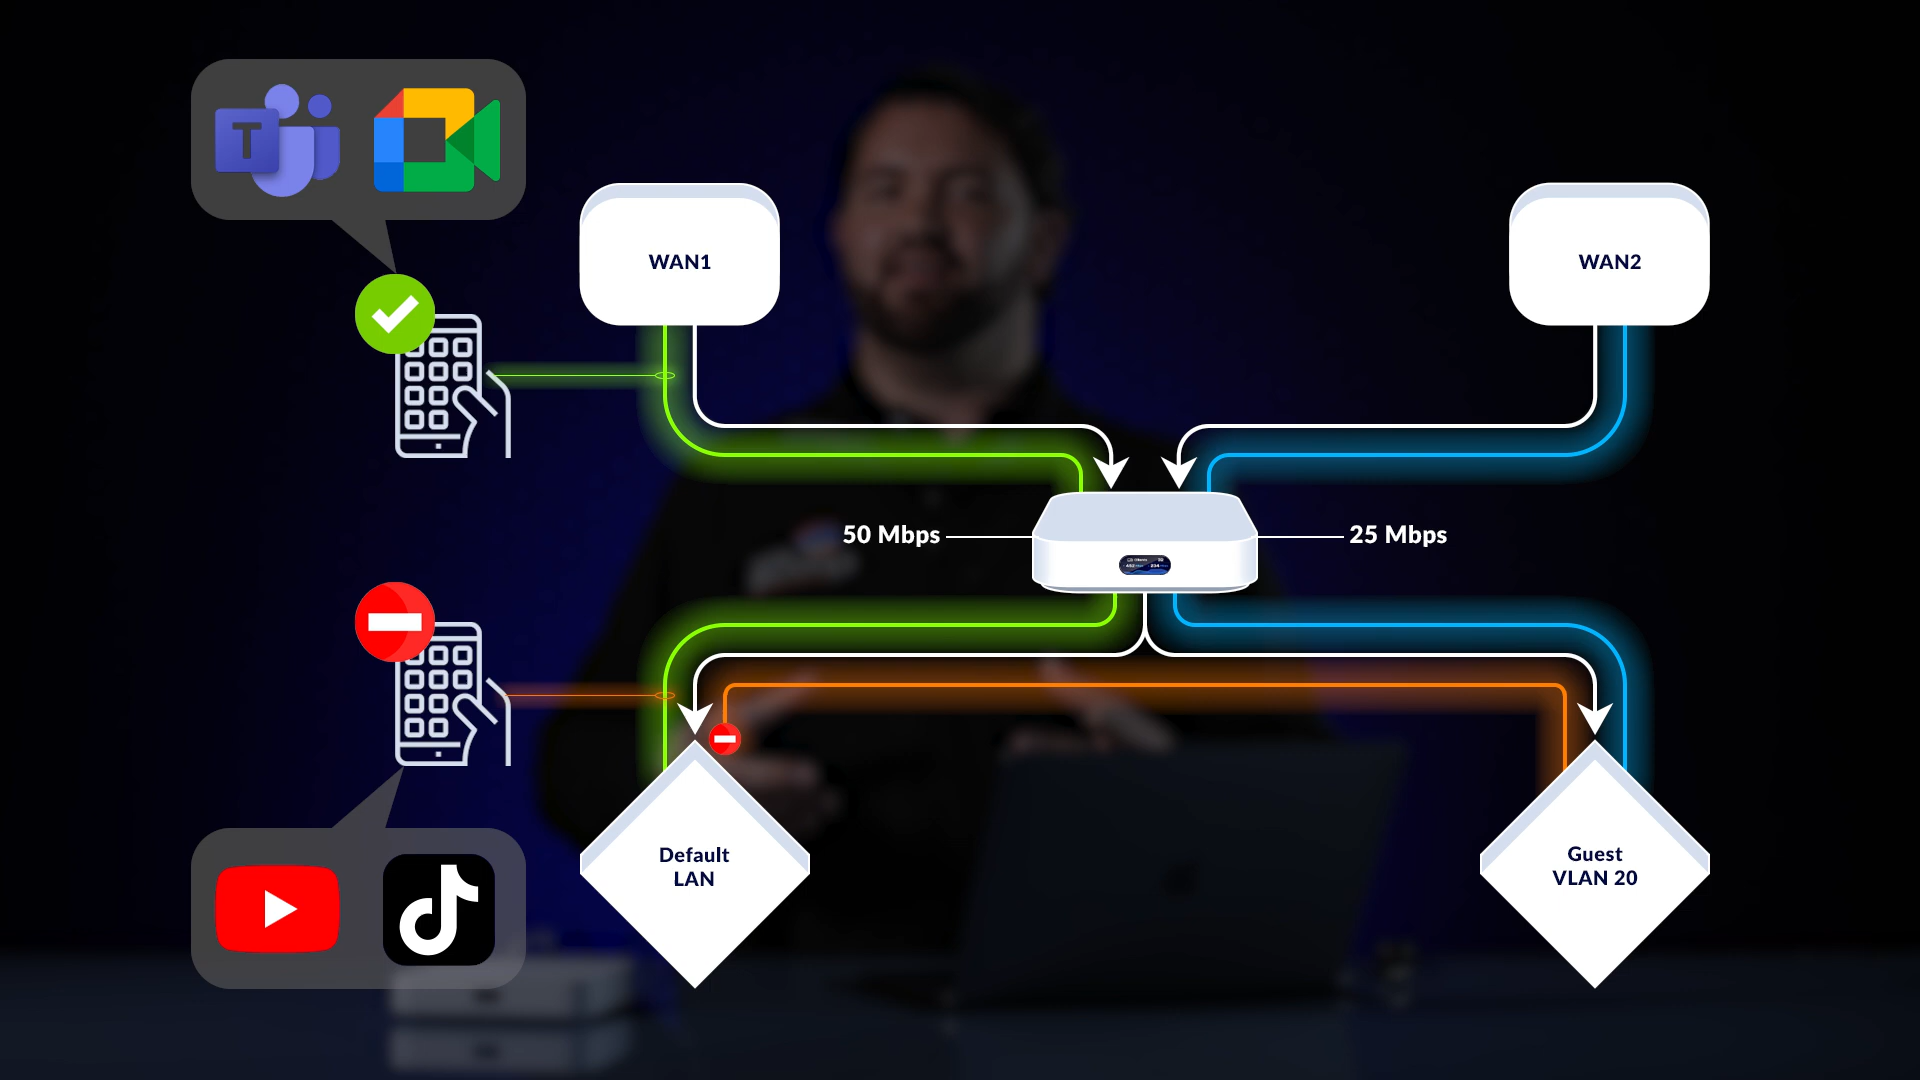 T
WAN1
WAN2
50 Mbps
25 Mbps
Default
LAN
Guest
VLAN 20